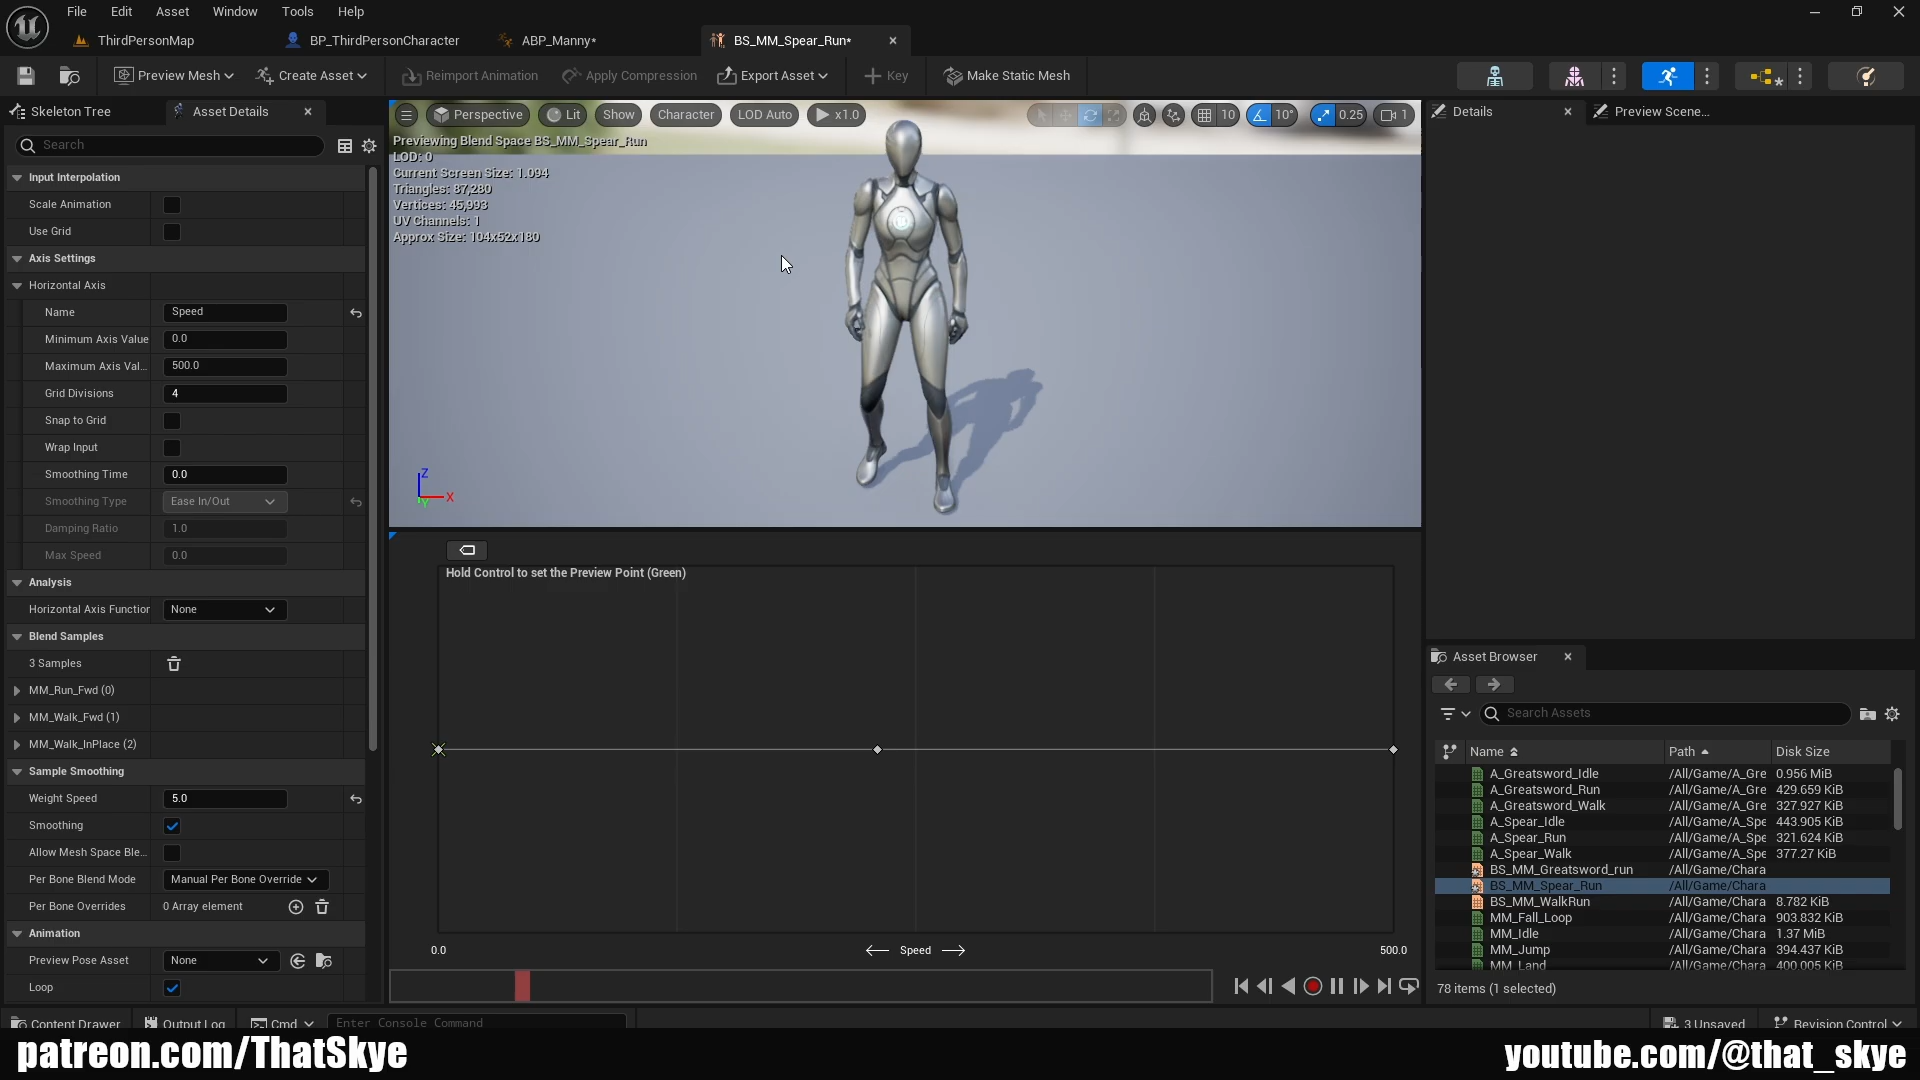 File Edit Asset Window Tools Help
ThirdPersonMap BP_ThirdPersonCharacter ABP_Manny* BS_MM_Spear_Run*
Preview Mesh Create Asset Reimport Animation Apply Compression Export Asset Key Make Static Mesh
Skeleton Tree Asset Details
Perspective Lit Show Character LOD Auto x1.0 10 10° 0.25 1
Details Preview Scene...
Search
Previewing Blend Space BS_MM_Spear_Run
LOD: 0
Current Screen Size: 1.094
Triangles: 87,280
Vertices: 45,993
UV Channels: 1
Approx Size: 104x52x180
Input Interpolation
Scale Animation
Use Grid
Axis Settings
Horizontal Axis
Name Speed
Minimum Axis Value 0.0
Maximum Axis Val... 500.0
Grid Divisions 4
Snap to Grid
Wrap Input
Smoothing Time 0.0
Smoothing Type Ease In/Out
Damping Ratio 1.0
Max Speed 0.0
Analysis
Horizontal Axis Function None
Blend Samples
3 Samples
MM_Run_Fwd (0)
MM_Walk_Fwd (1)
MM_Walk_InPlace (2)
Sample Smoothing
Weight Speed 5.0
Smoothing
Allow Mesh Space Ble...
Per Bone Blend Mode Manual Per Bone Override
Per Bone Overrides 0 Array element
Animation
Preview Pose Asset None
Loop
Z
X
Y
Hold Control to set the Preview Point (Green)
0.0 Speed 500.0
Asset Browser
Search Assets
Name Path Disk Size
A_Greatsword_Idle /All/Game/A_Gre 0.956 MiB
A_Greatsword_Run /All/Game/A_Gre 429.659 KiB
A_Greatsword_Walk /All/Game/A_Gre 327.927 KiB
A_Spear_Idle /All/Game/A_Spe 443.905 KiB
A_Spear_Run /All/Game/A_Spe 321.624 KiB
A_Spear_Walk /All/Game/A_Spe 377.27 KiB
BS_MM_Greatsword_run /All/Game/Chara
BS_MM_Spear_Run /All/Game/Chara
BS_MM_WalkRun /All/Game/Chara 8.782 KiB
MM_Fall_Loop /All/Game/Chara 903.832 KiB
MM_Idle /All/Game/Chara 1.37 MiB
MM_Jump /All/Game/Chara 394.437 KiB
MM_Land /All/Game/Chara 400.005 KiB
78 items (1 selected)
Content Drawer Output Log Cmd Enter Console Command 3 Unsaved Revision Control
patreon.com/ThatSkye youtube.com/@that_skye